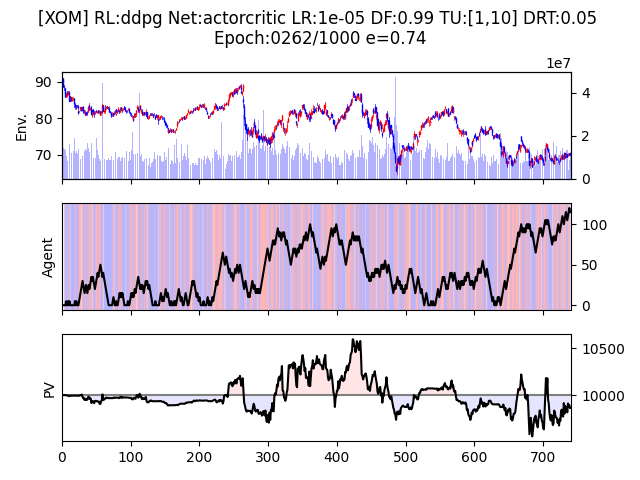 [XOM] RL:ddpg Net:actorcritic LR:1e-05 DF:0.99 TU:[1,10] DRT:0.05
Epoch:0262/1000 e=0.74
1e7
Env.
90
80
70
4
2
0
Agent
100
50
0
PV
10500
10000
0 100 200 300 400 500 600 700